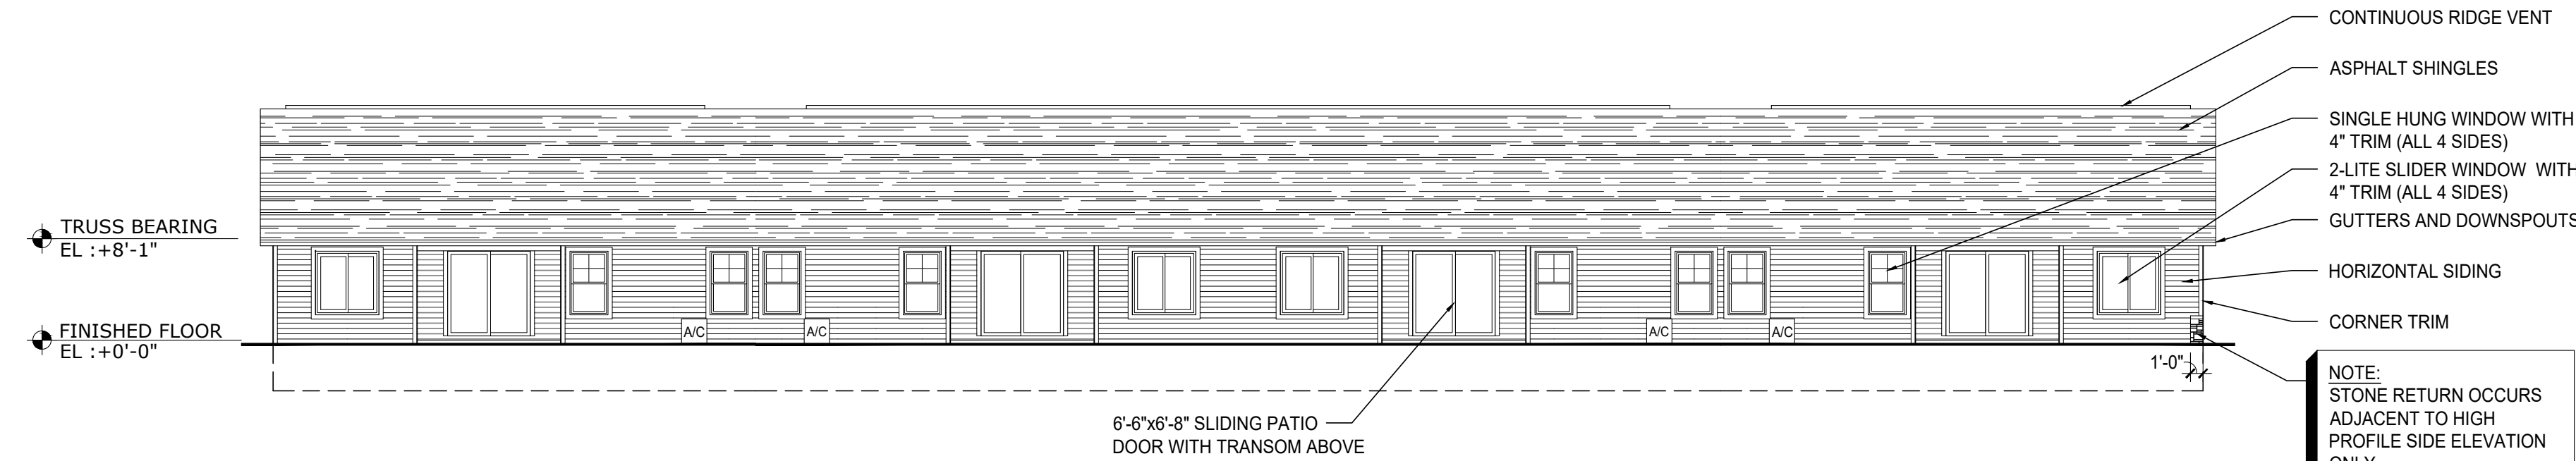 CONTINUOUS RIDGE VENT
ASPHALT SHINGLES
SINGLE HUNG WINDOW WITH
4" TRIM (ALL 4 SIDES)
2-LITE SLIDER WINDOW WITH
4" TRIM (ALL 4 SIDES)
GUTTERS AND DOWNSPOUTS
TRUSS BEARING
EL :+8'-1"
HORIZONTAL SIDING
CORNER TRIM
FINISHED FLOOR
EL :+0'-0"
A/C
A/C
A/C
A/C
1'-0"
NOTE:
STONE RETURN OCCURS
ADJACENT TO HIGH
PROFILE SIDE ELEVATION
ONLY
6'-6"x6'-8" SLIDING PATIO
DOOR WITH TRANSOM ABOVE